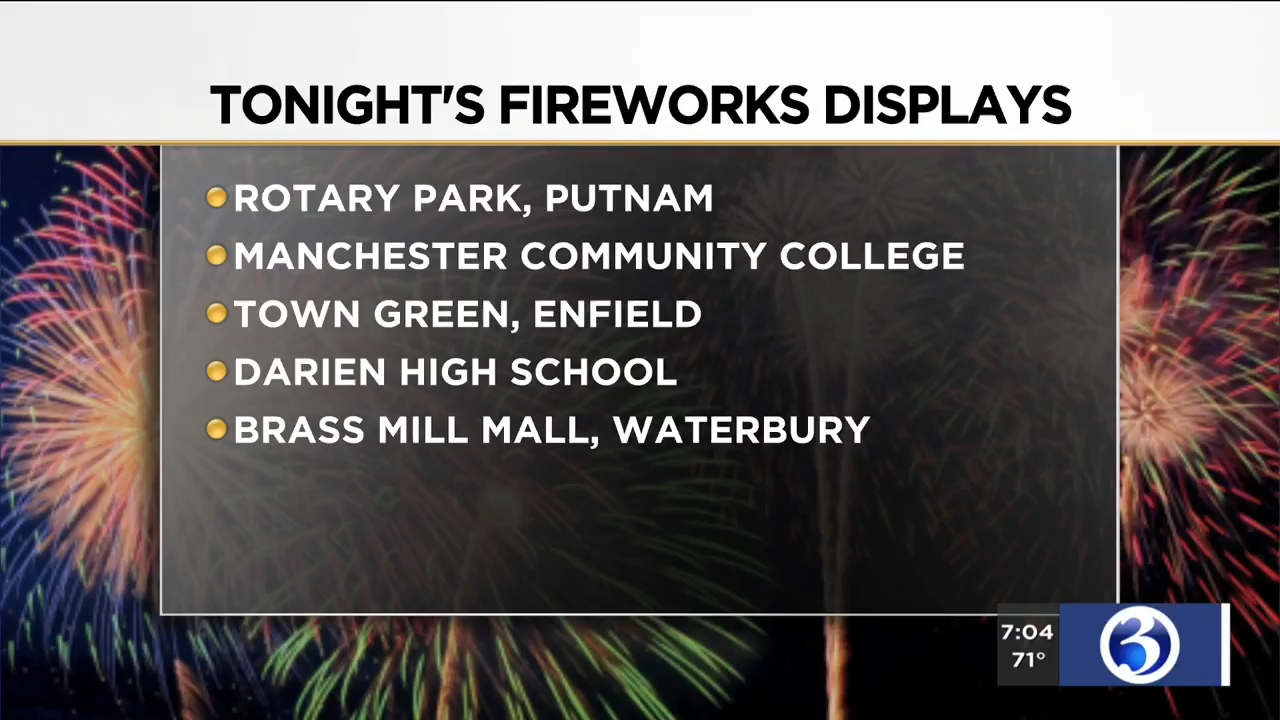 TONIGHT'S FIREWORKS DISPLAYS
ROTARY PARK, PUTNAM
MANCHESTER COMMUNITY COLLEGE
TOWN GREEN, ENFIELD
DARIEN HIGH SCHOOL
BRASS MILL MALL, WATERBURY
7:04
71°
3